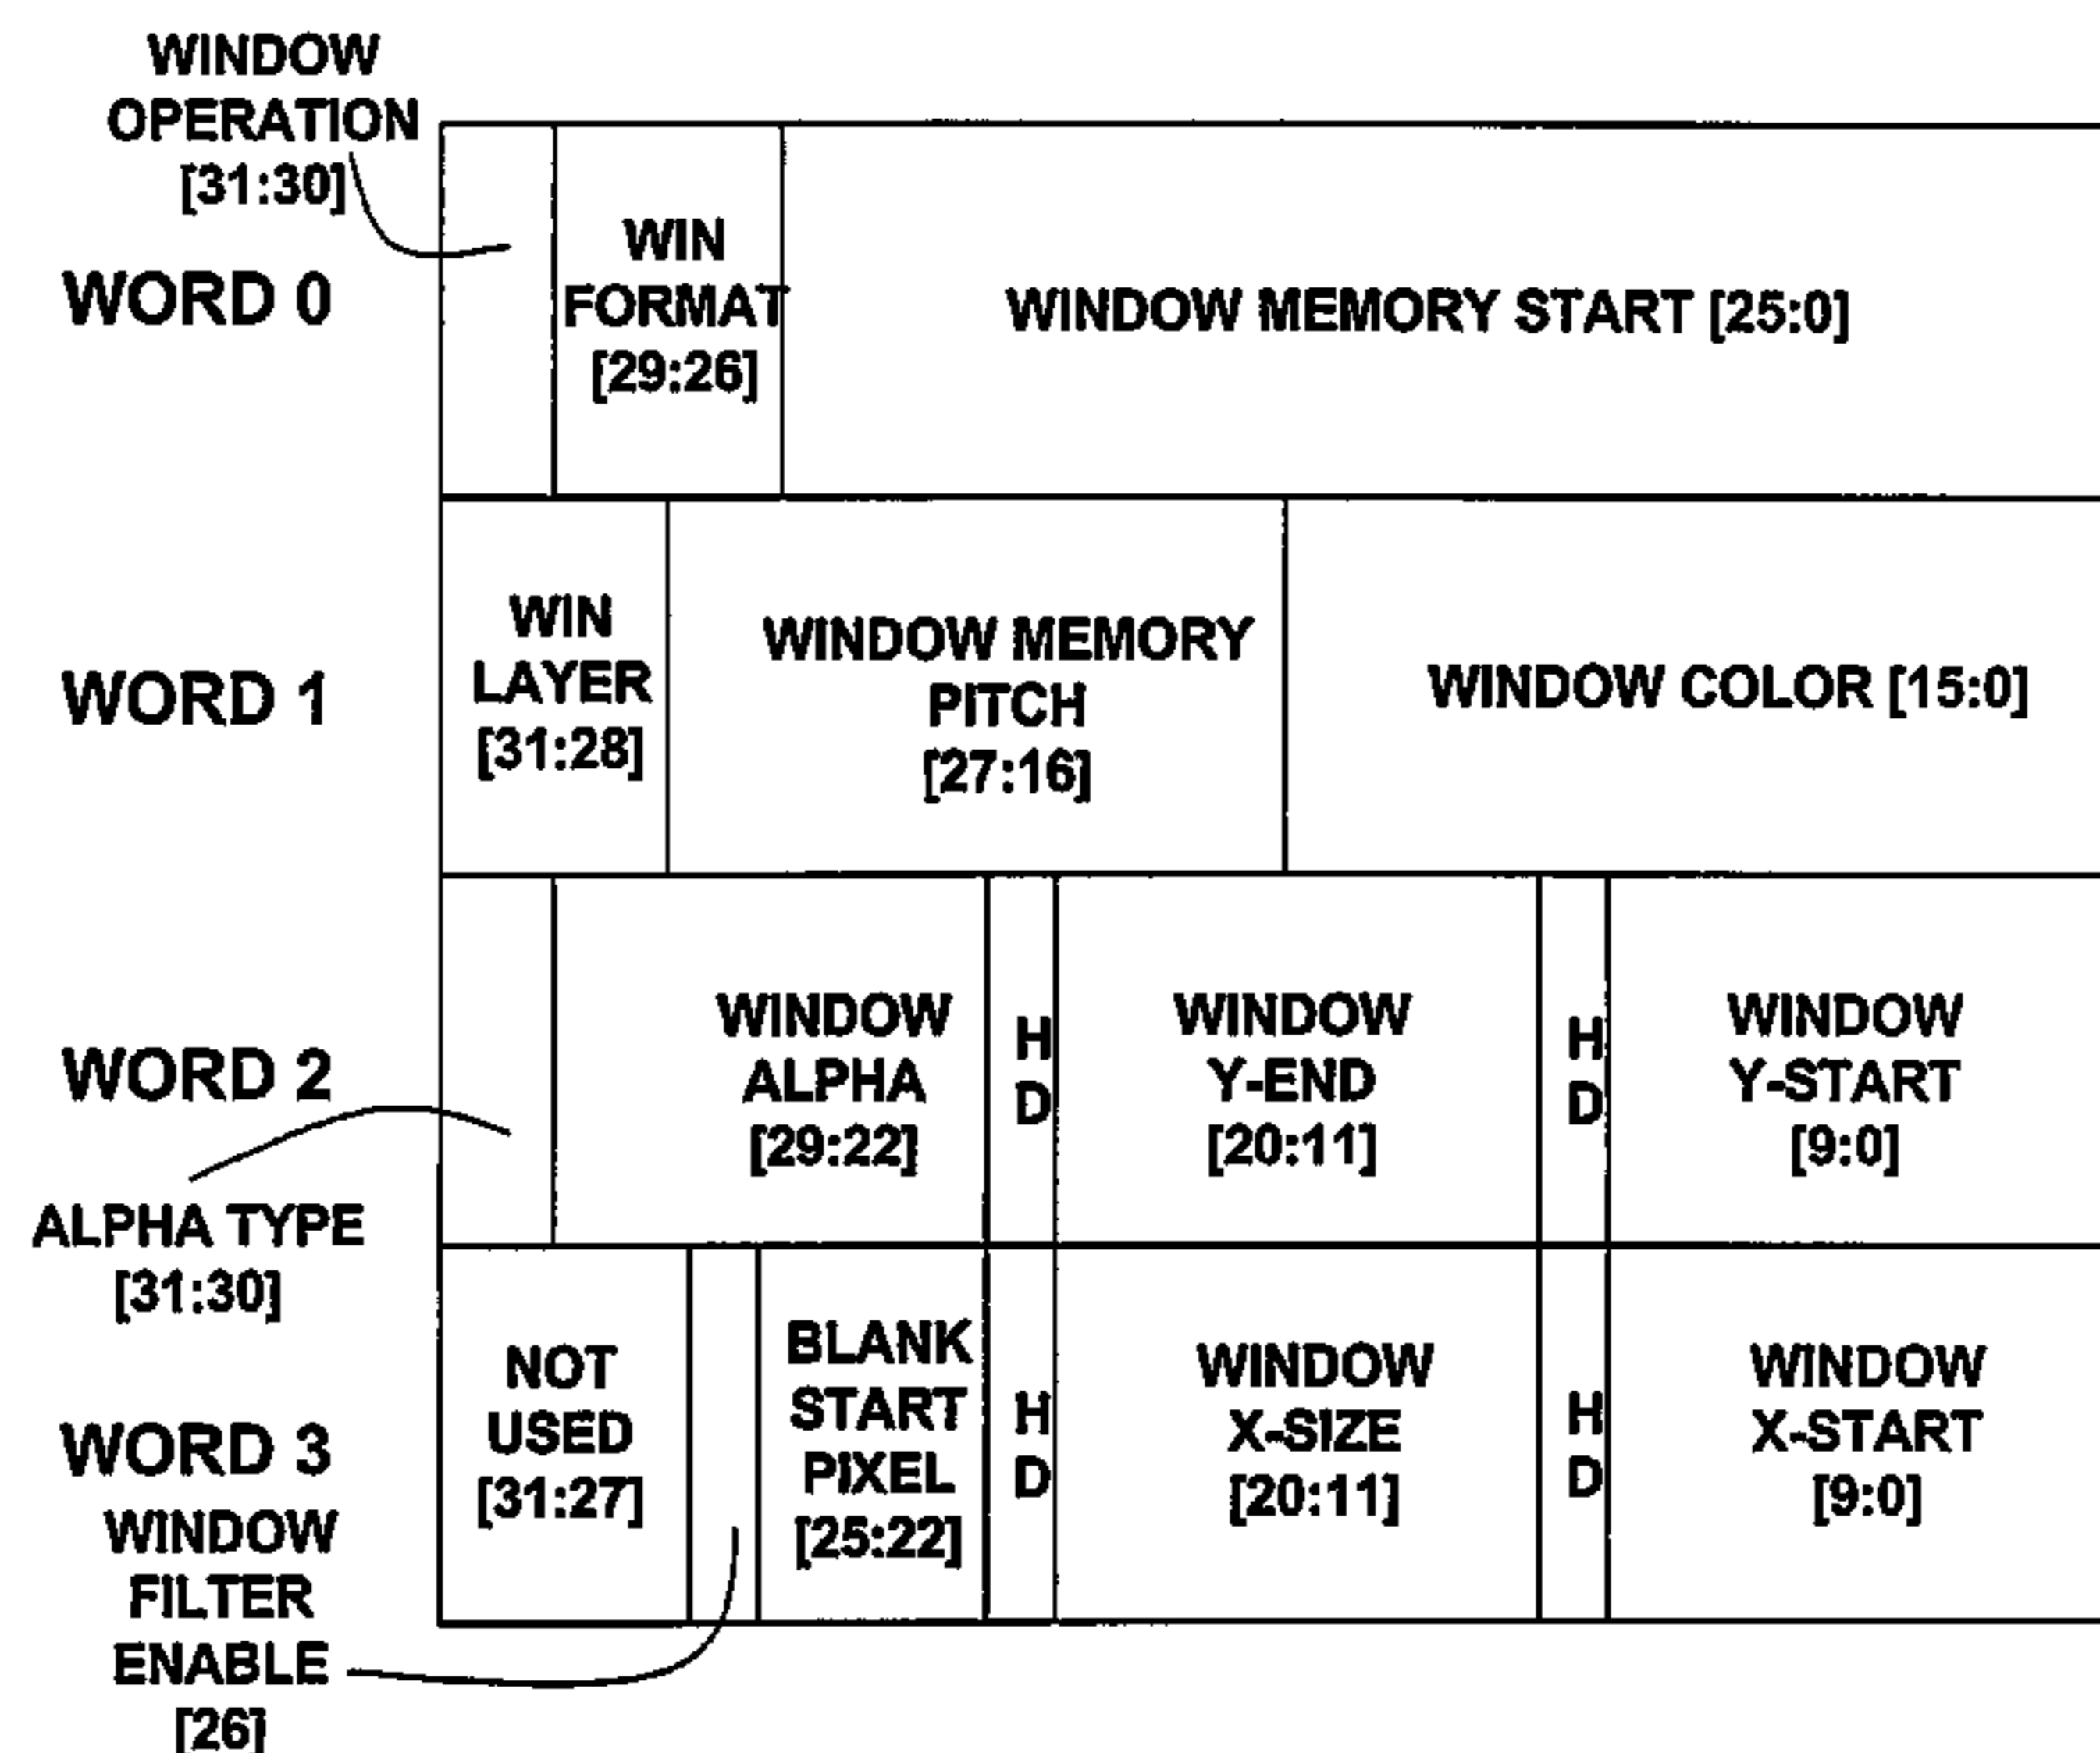 WINDOW
OPERATION
[31:30]
WORD 0
WIN
FORMAT
[29:26]
WINDOW MEMORY START [25:0]
WORD 1
WIN
LAYER
[31:28]
WINDOW MEMORY
PITCH
[27:16]
WINDOW COLOR [15:0]
WORD 2
ALPHA TYPE
[31:30]
WINDOW
ALPHA
[29:22]
H
D
WINDOW
Y-END
[20:11]
H
D
WINDOW
Y-START
[9:0]
WORD 3
NOT
USED
[31:27]
WINDOW
FILTER
ENABLE
[26]
BLANK
START
PIXEL
[25:22]
H
D
WINDOW
X-SIZE
[20:11]
H
D
WINDOW
X-START
[9:0]